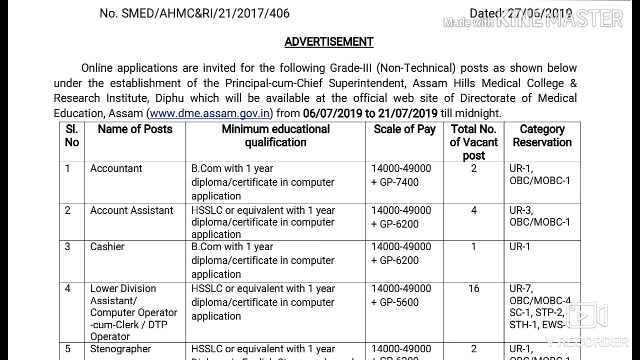 No. SMED/AHMC&RI/21/2017/406 Dated: 27/06/2019
Made with KINEMASTER
ADVERTISEMENT
Online applications are invited for the following Grade-III (Non-Technical) posts as shown below
under the establishment of the Principal-cum-Chief Superintendent, Assam Hills Medical College &
Research Institute, Diphu which will be available at the official web site of Directorate of Medical
Education, Assam (www.dme.assam.gov.in) from 06/07/2019 to 21/07/2019 till midnight.
Sl. Name of Posts Minimum educational Scale of Pay Total No. Category
No qualification of Vacant Reservation
post
1 Accountant B.Com with 1 year 14000-49000 2 UR-1,
diploma/certificate in computer + GP-7400 OBC/MOBC-1
application
2 Account Assistant HSSLC or equivalent with 1 year 14000-49000 4 UR-3,
diploma/certificate in computer + GP-6200 OBC/MOBC-1
application
3 Cashier B.Com with 1 year 14000-49000 1 UR-1
diploma/certificate in computer + GP-6200
application
4 Lower Division HSSLC or equivalent with 1 year 14000-49000 16 UR-7,
Assistant/ diploma/certificate in computer + GP-5600 OBC/MOBC-4
Computer Operator application SC-1, STP-2,
-cum-Clerk / DTP STH-1, EWS-
Operator
VRECORDER
5 Stenographer HSSLC or equivalent with 1 year 14000-49000 2 UR-1,